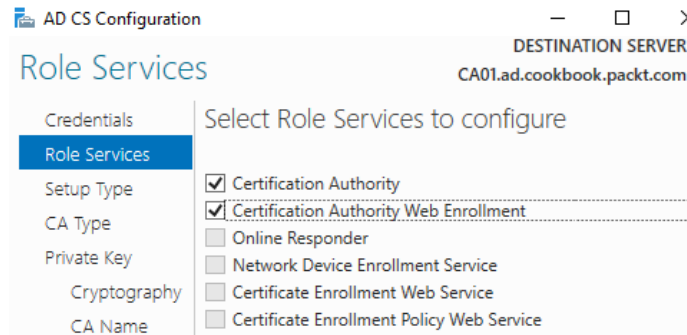 AD CS Configuration
DESTINATION SERVER
CA01.ad.cookbook.packt.com
Role Services
Credentials
Role Services
Setup Type
CA Type
Private Key
Cryptography
CA Name
Select Role Services to configure
Certification Authority
Certification Authority Web Enrollment
Online Responder
Network Device Enrollment Service
Certificate Enrollment Web Service
Certificate Enrollment Policy Web Service